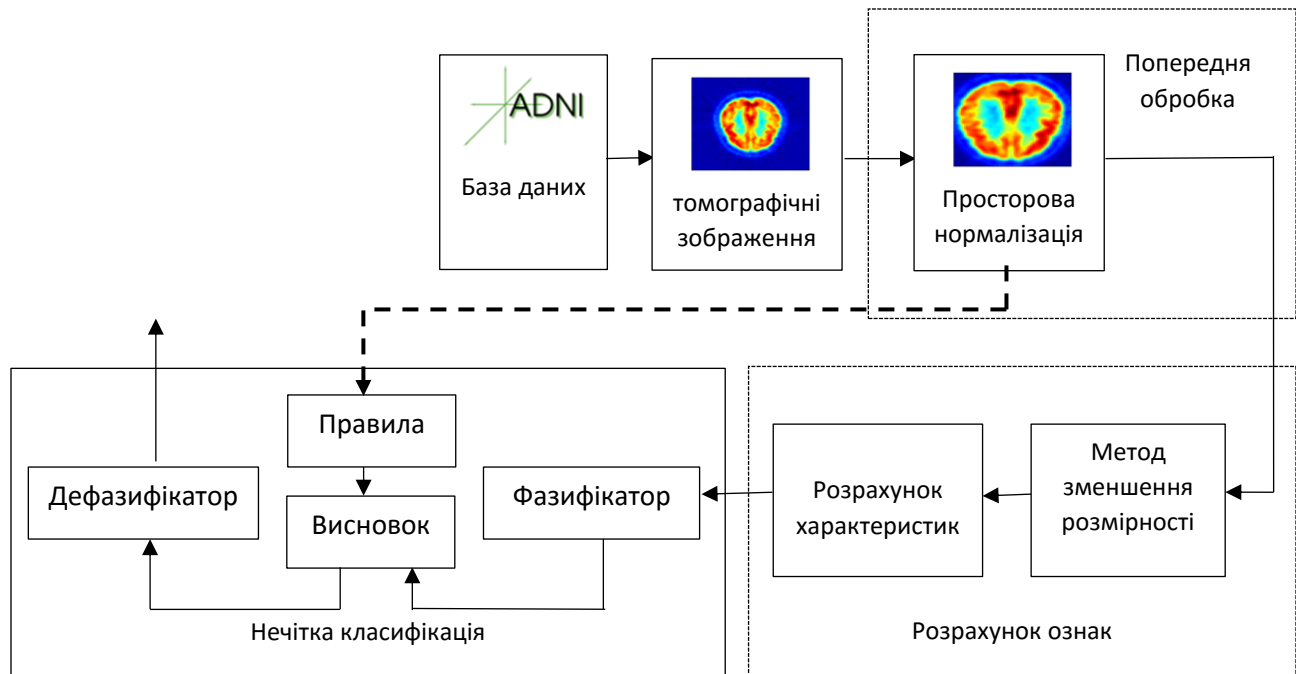 ADNI
База даних
томографічні
зображення
Просторова
нормалізація
Попередня
обробка
Правила
Дефазифікатор
Висновок
Фазифікатор
Розрахунок
характеристик
Метод
зменшення
розмірності
Нечітка класифікація
Розрахунок ознак